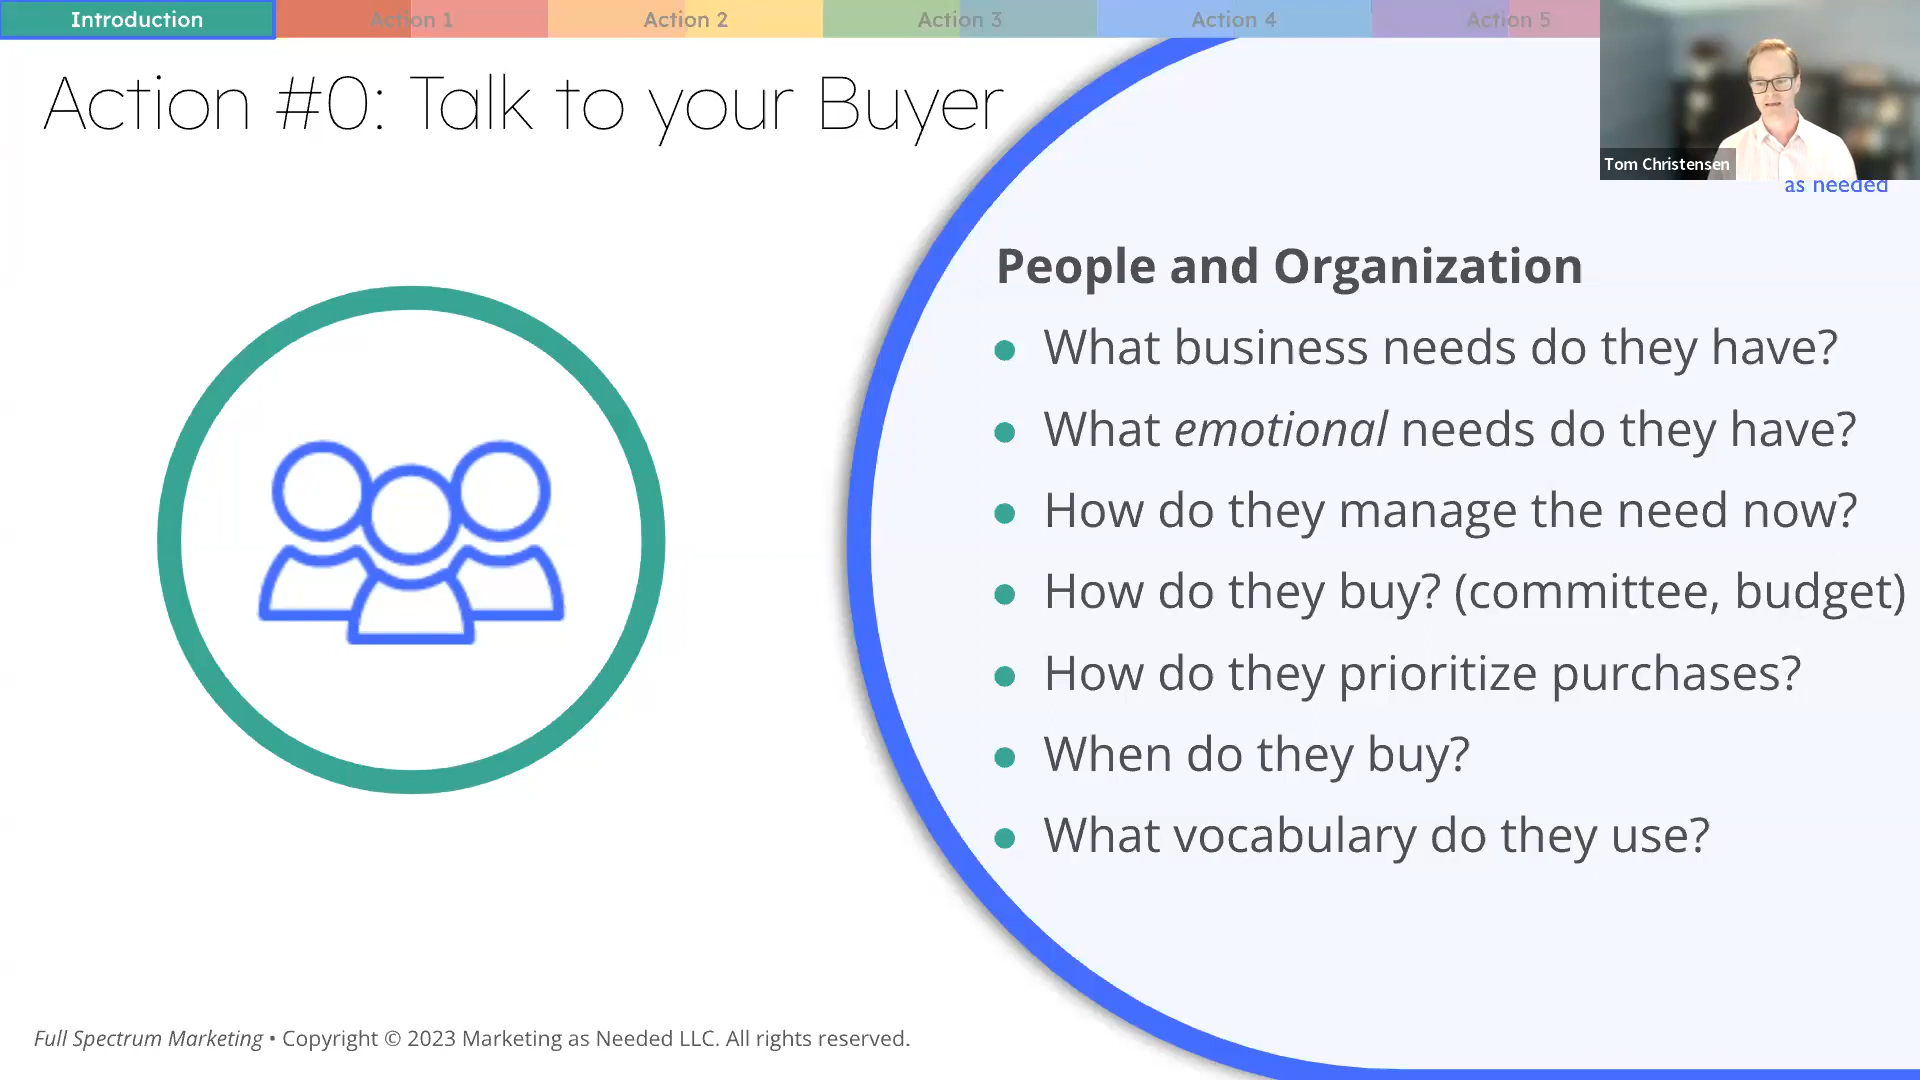 Introduction
Action 1
Action 2
Action 3
Action 4
Action 5
Action #0: Talk to your Buyer
Tom Christensen
as needed
People and Organization
• What business needs do they have?
• What emotional needs do they have?
• How do they manage the need now?
• How do they buy? (committee, budget)
• How do they prioritize purchases?
• When do they buy?
• What vocabulary do they use?
Full Spectrum Marketing • Copyright © 2023 Marketing as Needed LLC. All rights reserved.